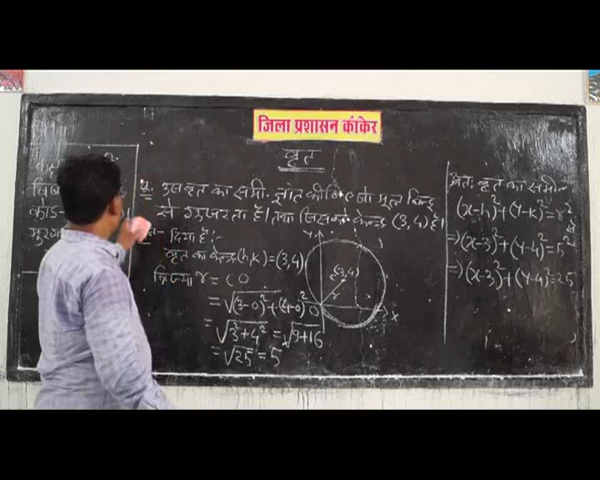 जिला प्रशासन कांकेर
वृत्त
उस वृत का समी. ज्ञात कीजिए जो मूल बिन्दु
से गुजरता है। तथा जिसका केन्द्र (3,4) है।
दिया है:-
वृत का केन्द्र (h,k)=(3,4)
त्रिज्या r = CO
=√(3-0)²+(4-0)²
=√3²+4² =√9+16
=√25=5
Y
(3,4)
O
X
अतः वृत का समी.-
(x-h)²+(y-k)²=r²
⇒(x-3)²+(y-4)²=5²
⇒(x-3)²+(y-4)²=25